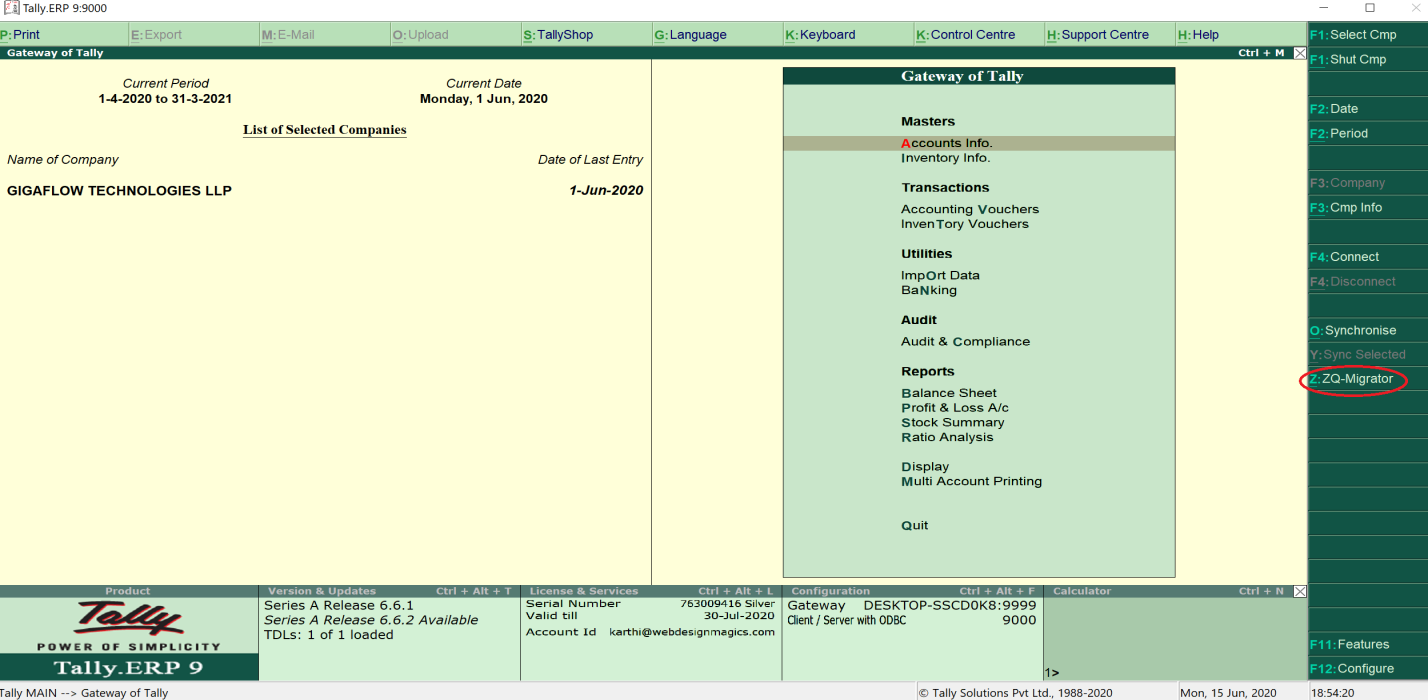 Tally.ERP 9:9000
P:Print E:Export M:E-Mail O:Upload S:TallyShop G:Language K:Keyboard K:Control Centre H:Support Centre H:Help
Gateway of Tally Ctrl + M
Current Period Current Date
1-4-2020 to 31-3-2021 Monday, 1 Jun, 2020
List of Selected Companies
Name of Company Date of Last Entry
GIGAFLOW TECHNOLOGIES LLP 1-Jun-2020
Gateway of Tally
Masters
Accounts Info.
Inventory Info.
Transactions
Accounting Vouchers
InvenTory Vouchers
Utilities
ImpOrt Data
BaNking
Audit
Audit & Compliance
Reports
Balance Sheet
Profit & Loss A/c
Stock Summary
Ratio Analysis
Display
Multi Account Printing
Quit
F1:Select Cmp
F1:Shut Cmp
F2:Date
F2:Period
F3:Company
F3:Cmp Info
F4:Connect
F4:Disconnect
O:Synchronise
Y:Sync Selected
Z:ZQ-Migrator
F11:Features
F12:Configure
Product
Tally
POWER OF SIMPLICITY
Tally.ERP 9
Version & Updates Ctrl + Alt + T
Series A Release 6.6.1
Series A Release 6.6.2 Available
TDLs: 1 of 1 loaded
License & Services Ctrl + Alt + L
Serial Number 763009416 Silver
Valid till 30-Jul-2020
Account Id karthi@webdesignmagics.com
Configuration Ctrl + Alt + F
Gateway DESKTOP-SSCD0K8:9999
Client / Server with ODBC 9000
Calculator Ctrl + N
1>
Tally MAIN --> Gateway of Tally © Tally Solutions Pvt Ltd., 1988-2020 Mon, 15 Jun, 2020 18:54:20